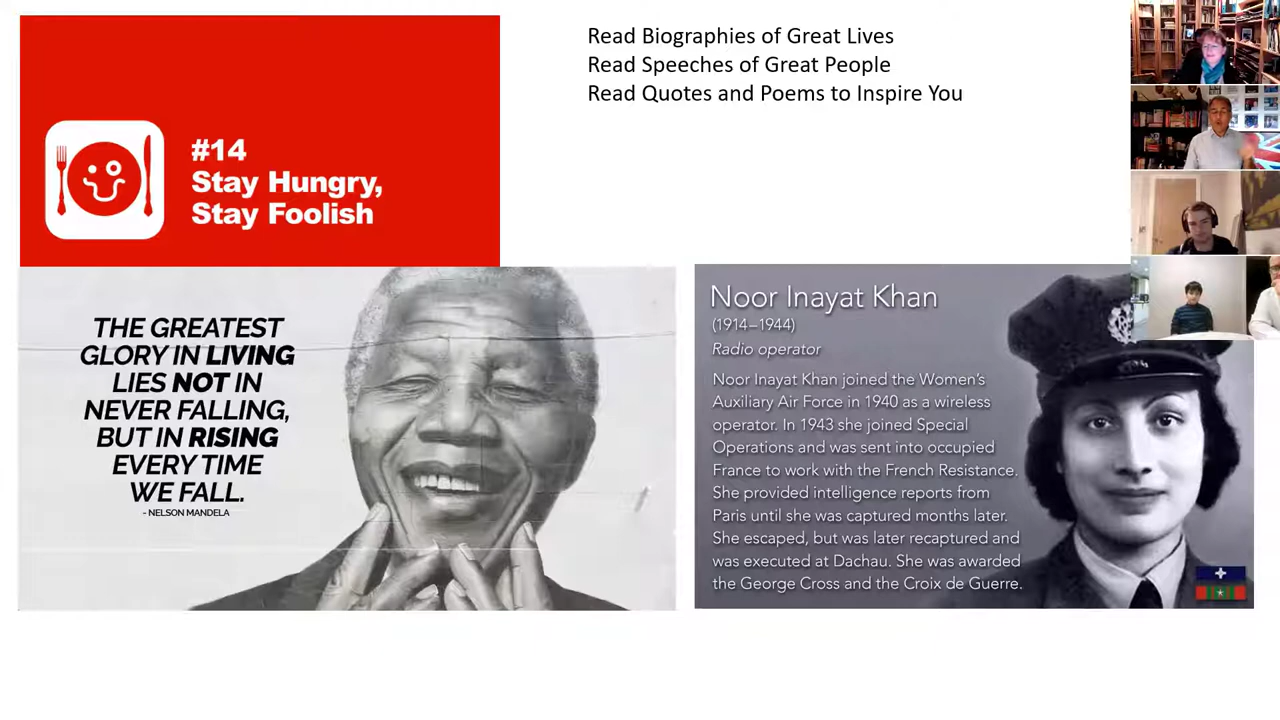 #14
Stay Hungry,
Stay Foolish
Read Biographies of Great Lives
Read Speeches of Great People
Read Quotes and Poems to Inspire You
THE GREATEST
GLORY IN LIVING
LIES NOT IN
NEVER FALLING,
BUT IN RISING
EVERY TIME
WE FALL.
- NELSON MANDELA
Noor Inayat Khan
(1914–1944)
Radio operator
Noor Inayat Khan joined the Women's
Auxiliary Air Force in 1940 as a wireless
operator. In 1943 she joined Special
Operations and was sent into occupied
France to work with the French Resistance.
She provided intelligence reports from
Paris until she was captured months later.
She escaped, but was later recaptured and
was executed at Dachau. She was awarded
the George Cross and the Croix de Guerre.